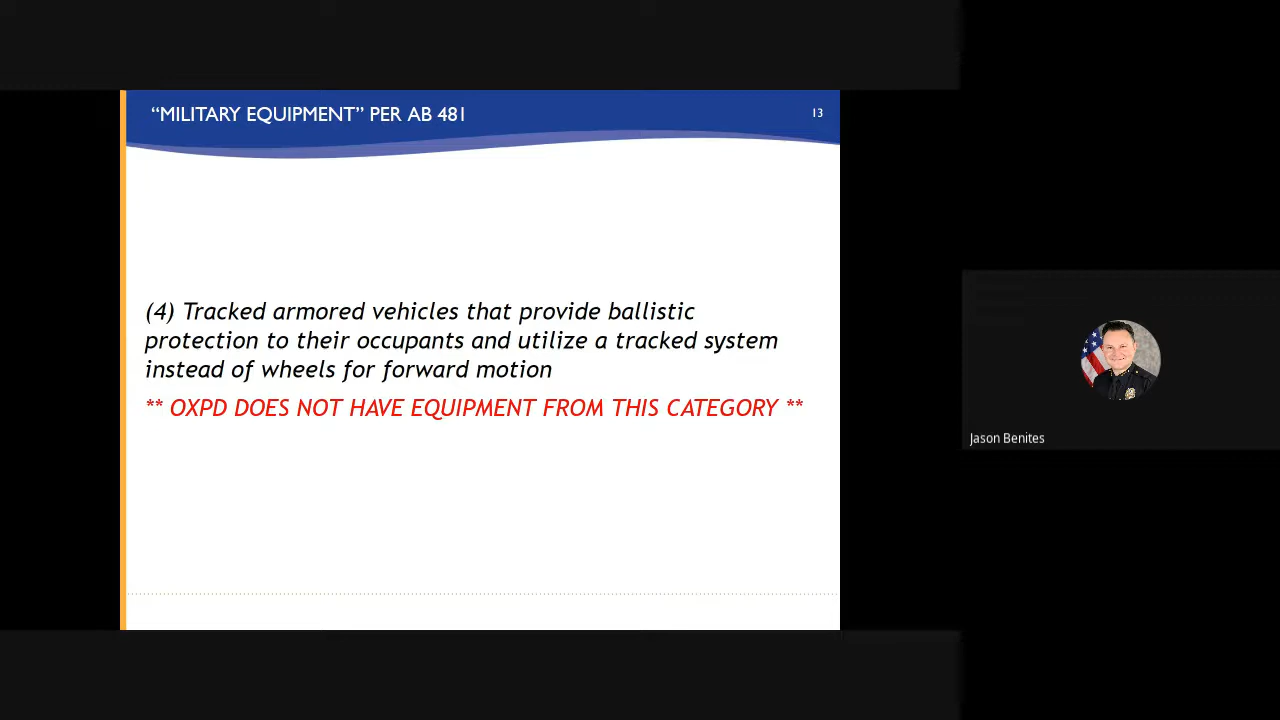 “MILITARY EQUIPMENT” PER AB 481
13
(4) Tracked armored vehicles that provide ballistic
protection to their occupants and utilize a tracked system
instead of wheels for forward motion
** OXPD DOES NOT HAVE EQUIPMENT FROM THIS CATEGORY **
Jason Benites